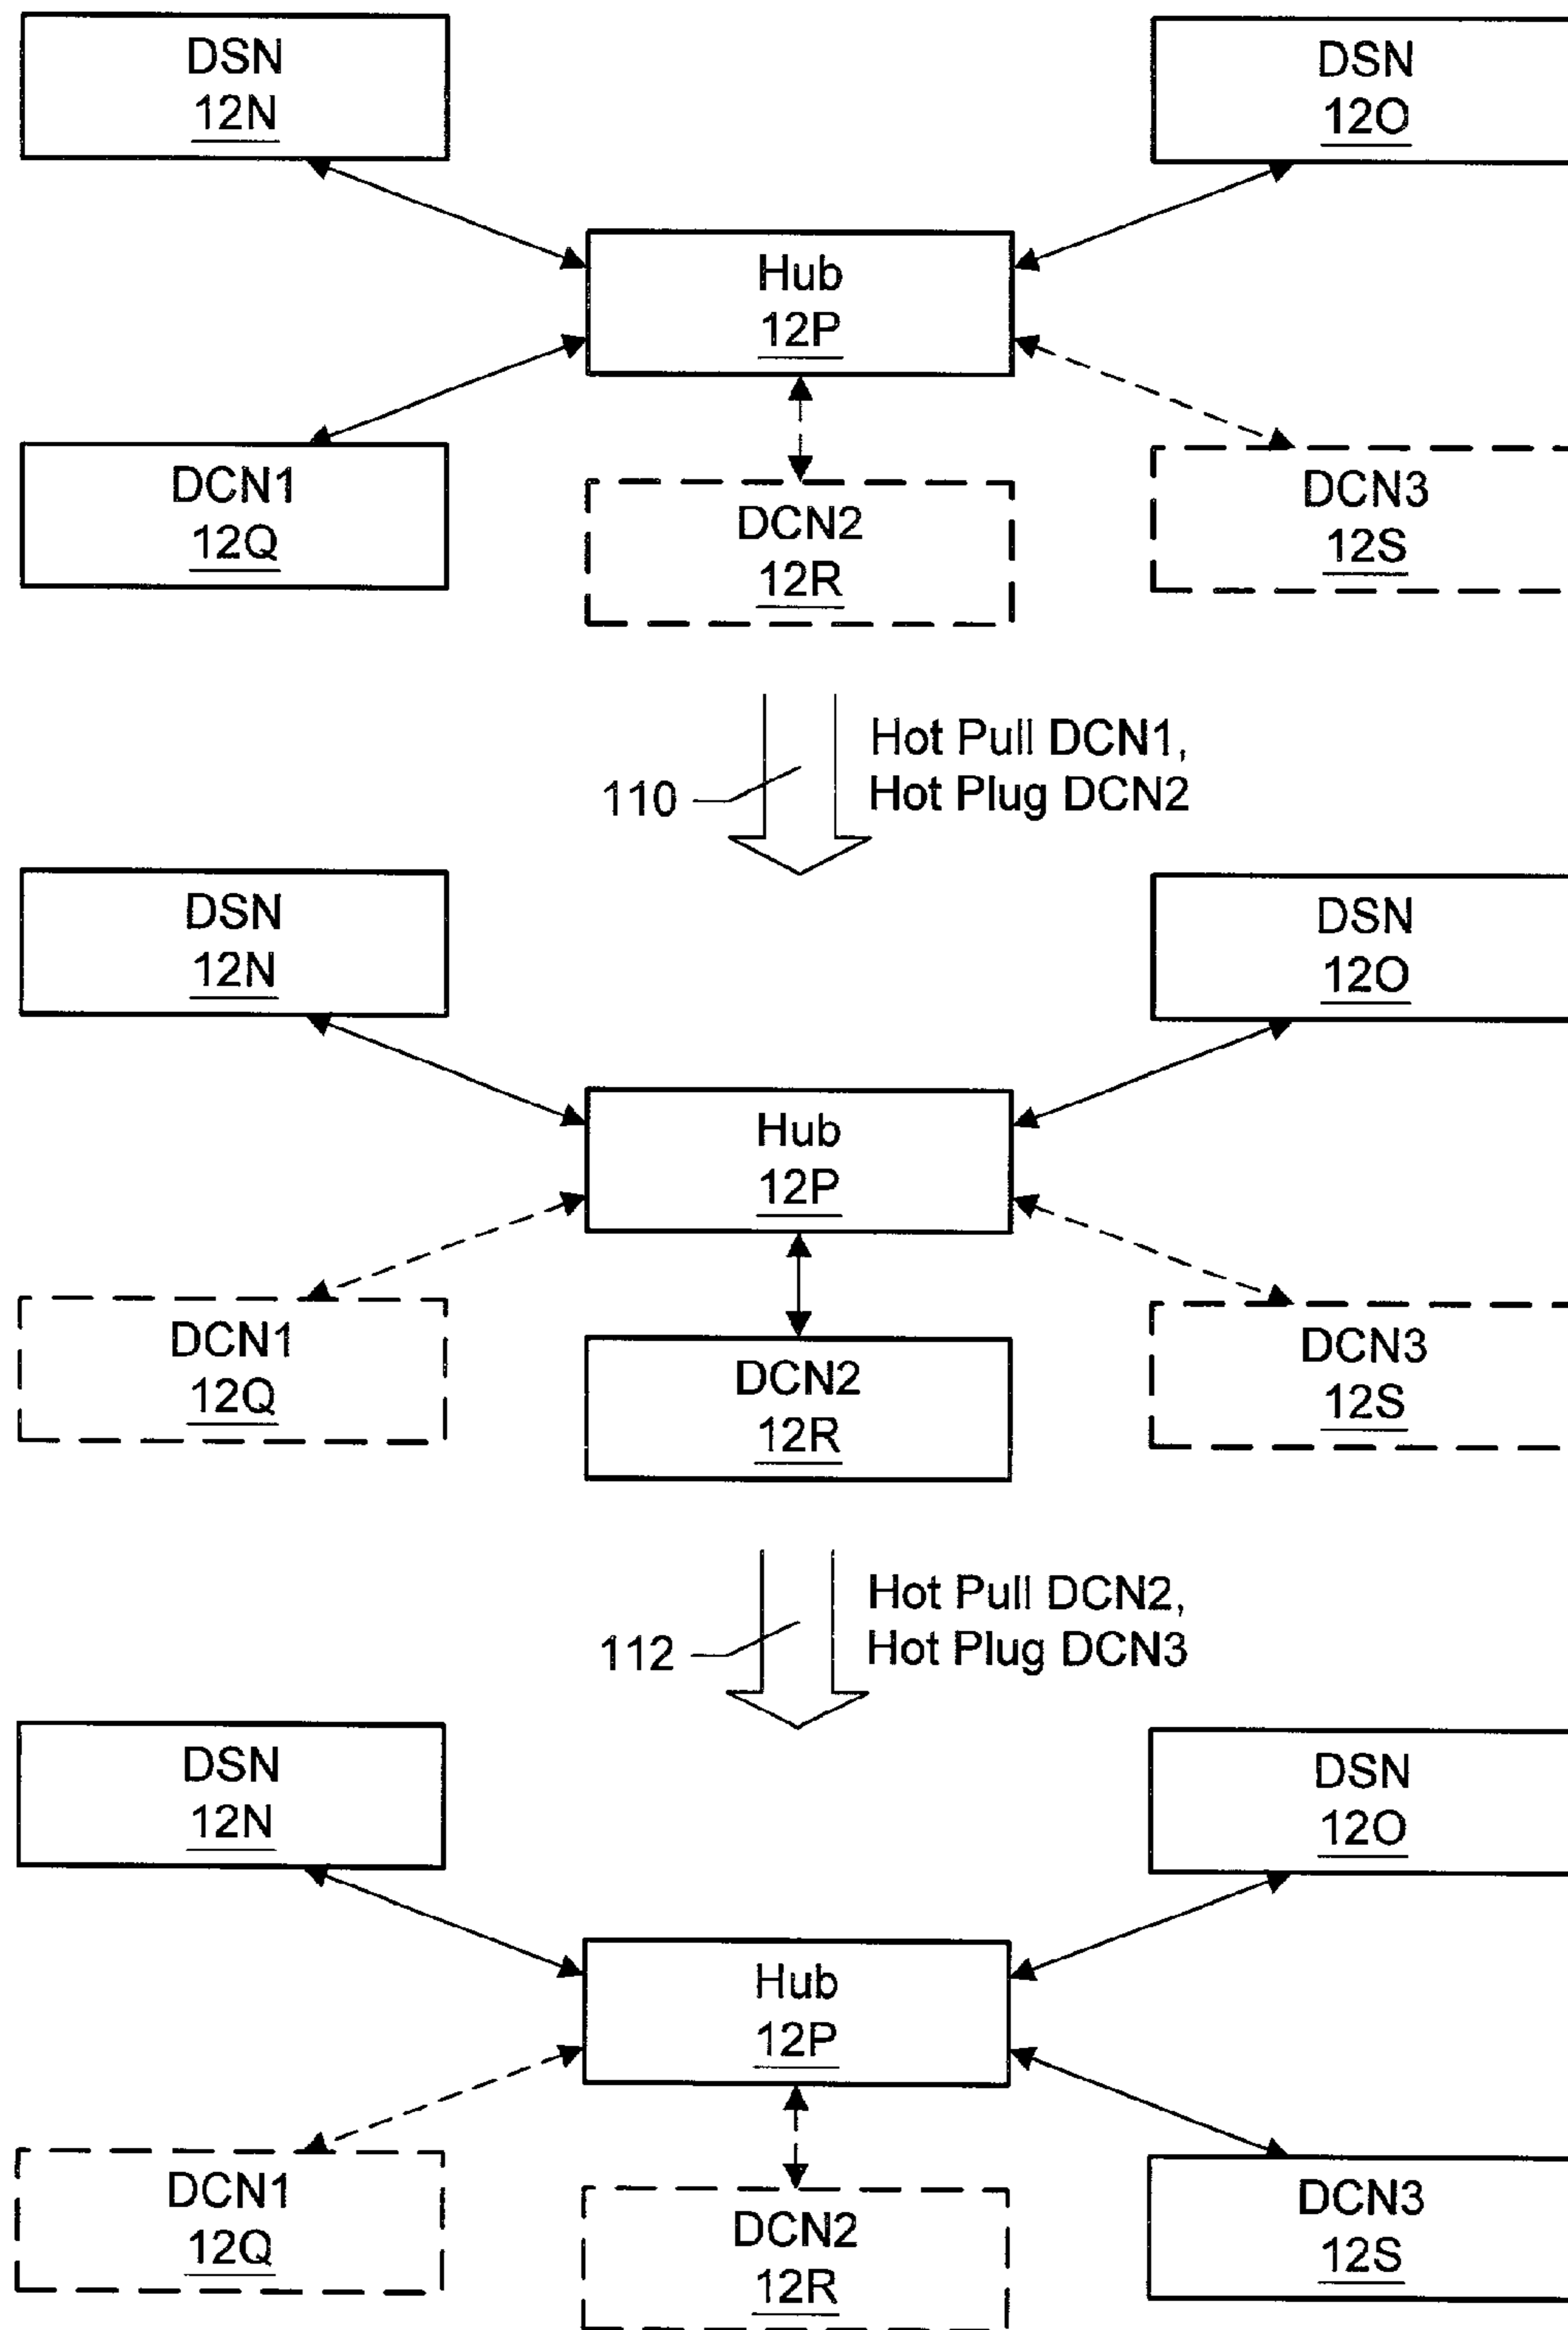 DSN
12N
DSN
12O
Hub
12P
DCN1
12Q
DCN2
12R
DCN3
12S
110
Hot Pull DCN1,
Hot Plug DCN2
DSN
12N
DSN
12O
Hub
12P
DCN1
12Q
DCN2
12R
DCN3
12S
112
Hot Pull DCN2,
Hot Plug DCN3
DSN
12N
DSN
12O
Hub
12P
DCN1
12Q
DCN2
12R
DCN3
12S